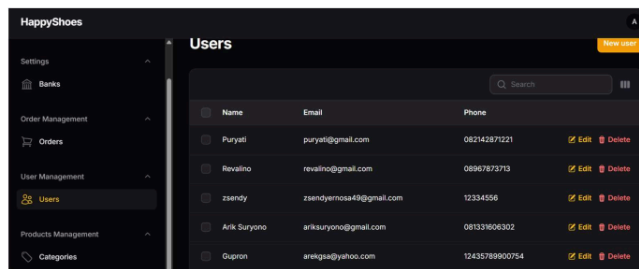 HappyShoes
A
Settings
Banks
Order Management
Orders
User Management
Users
Products Management
Categories
Users
New user
Search
Name Email Phone
Puryati puryati@gmail.com 082142871221 Edit Delete
Revalino revalino@gmail.com 08967873713 Edit Delete
zsendy zsendyernosa49@gmail.com 12334556 Edit Delete
Arik Suryono ariksuryono@gmail.com 081331606302 Edit Delete
Gupron arekgsa@yahoo.com 12435789900754 Edit Delete